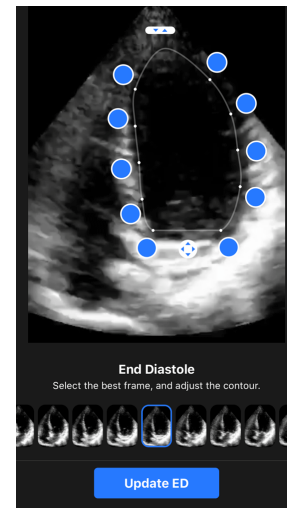 End Diastole
Select the best frame, and adjust the contour.
Update ED